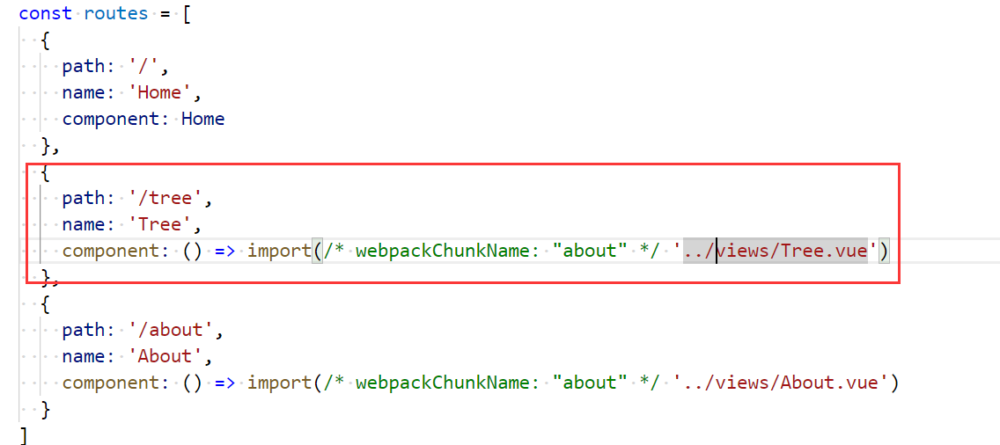 const routes = [
  {
    path: '/',
    name: 'Home',
    component: Home
  },
  {
    path: '/tree',
    name: 'Tree',
    component: () => import(/* webpackChunkName: "about" */ '../views/Tree.vue')
  },
  {
    path: '/about',
    name: 'About',
    component: () => import(/* webpackChunkName: "about" */ '../views/About.vue')
  }
]